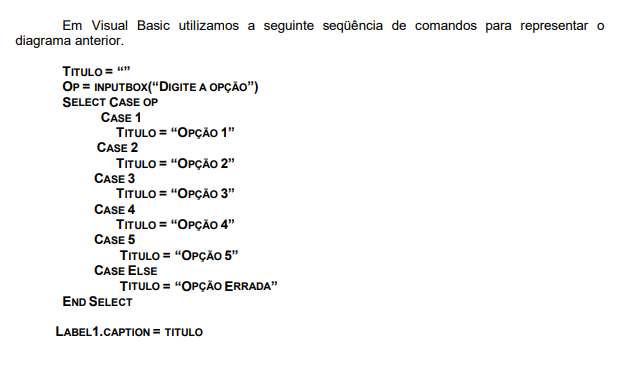 Em Visual Basic utilizamos a seguinte seqüência de comandos para representar o
diagrama anterior.
TITULO = “”
OP = INPUTBOX(“DIGITE A OPÇÃO”)
SELECT CASE OP
CASE 1
TITULO = “OPÇÃO 1”
CASE 2
TITULO = “OPÇÃO 2”
CASE 3
TITULO = “OPÇÃO 3”
CASE 4
TITULO = “OPÇÃO 4”
CASE 5
TITULO = “OPÇÃO 5”
CASE ELSE
TITULO = “OPÇÃO ERRADA”
END SELECT
LABEL1.CAPTION = TITULO